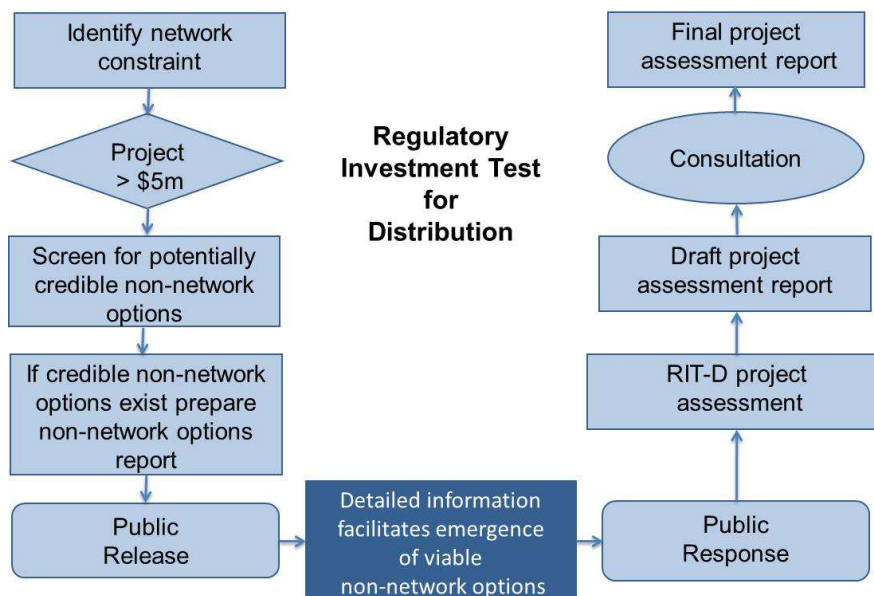 Identify network
constraint
Project
> $5m
Screen for potentially
credible non-network
options
If credible non-network
options exist prepare
non-network options
report
Public
Release
Regulatory
Investment Test
for
Distribution
Detailed information
facilitates emergence
of viable
non-network options
Public
Response
RIT-D project
assessment
Draft project
assessment report
Consultation
Final project
assessment report